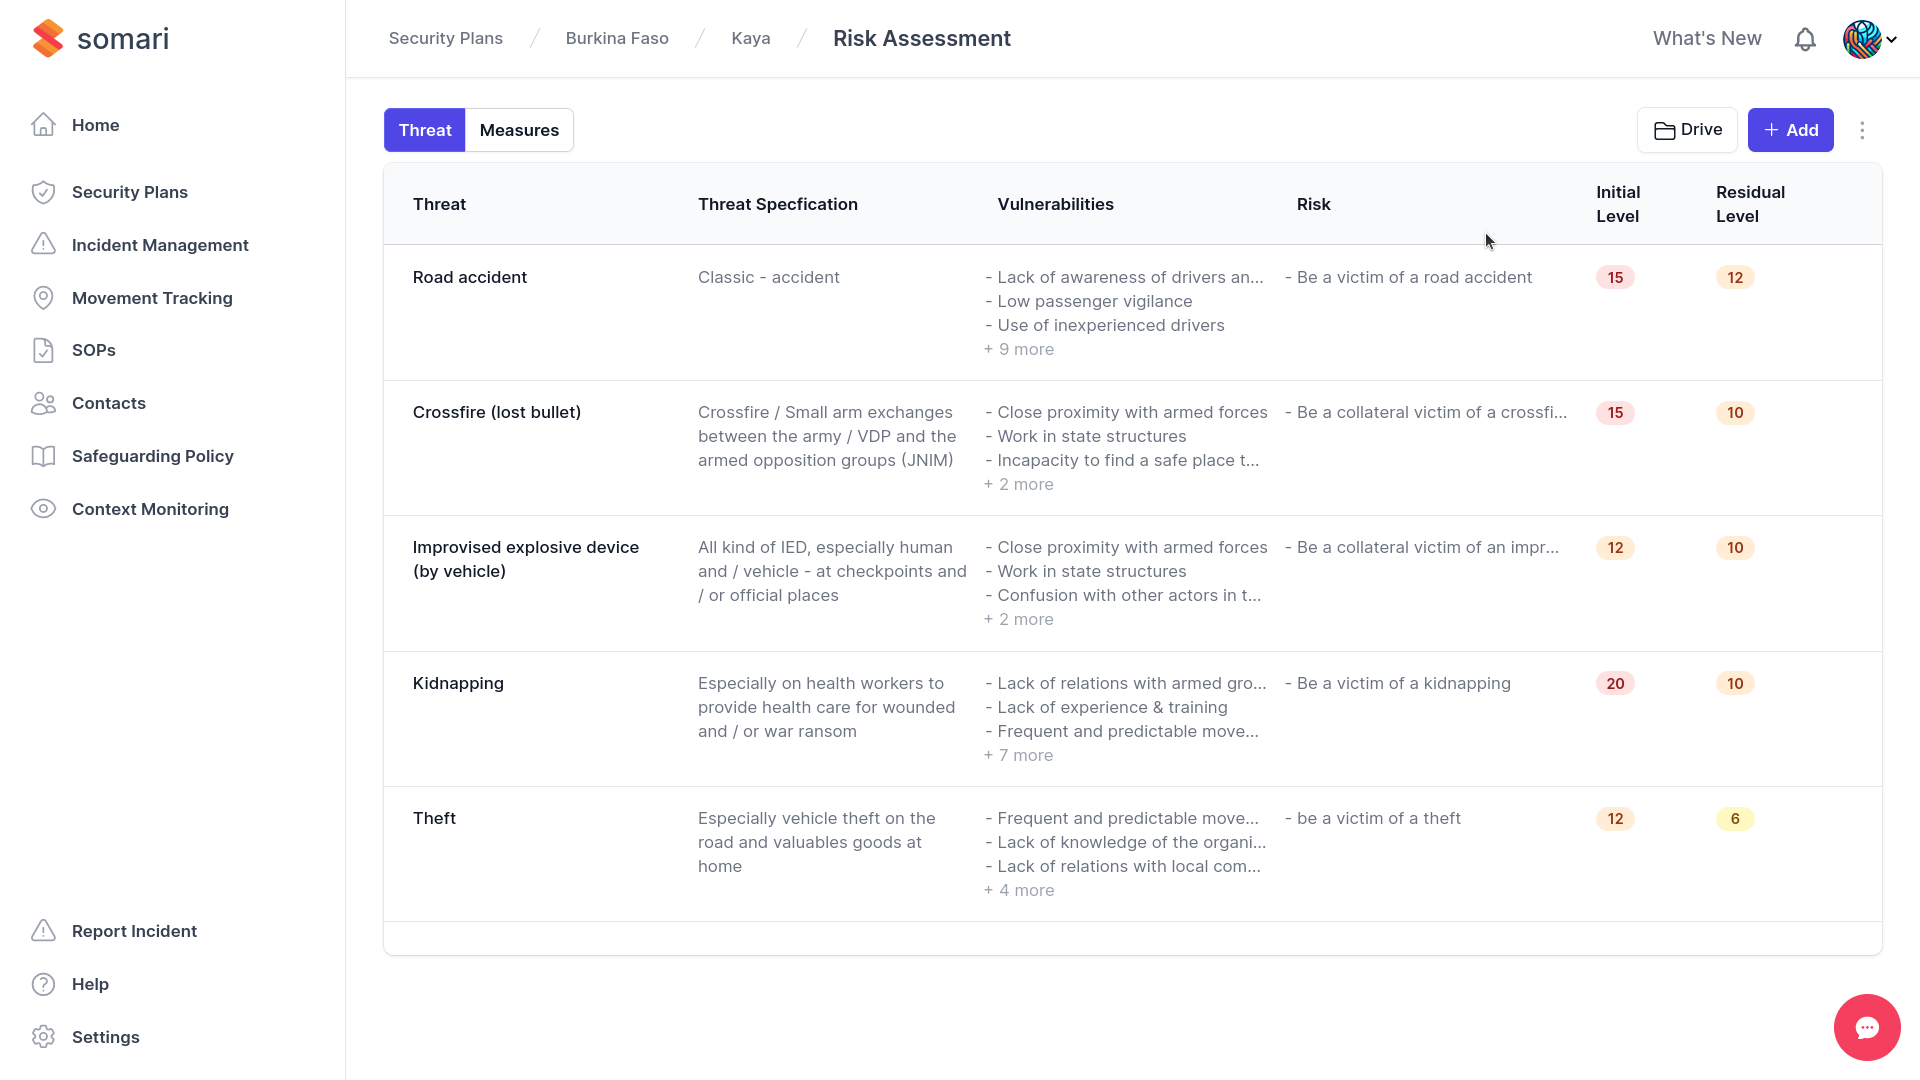 somari
Security Plans / Burkina Faso / Kaya / Risk Assessment
What's New
Home
Security Plans
Incident Management
Movement Tracking
SOPs
Contacts
Safeguarding Policy
Context Monitoring
Report Incident
Help
Settings
Threat Measures
Drive
+ Add
Threat
Threat Specfication
Vulnerabilities
Risk
Initial
Level
Residual
Level
Road accident
Classic - accident
- Lack of awareness of drivers an...
- Low passenger vigilance
- Use of inexperienced drivers
+ 9 more
- Be a victim of a road accident
15
12
Crossfire (lost bullet)
Crossfire / Small arm exchanges
between the army / VDP and the
armed opposition groups (JNIM)
- Close proximity with armed forces
- Work in state structures
- Incapacity to find a safe place t...
+ 2 more
- Be a collateral victim of a crossfi...
15
10
Improvised explosive device
(by vehicle)
All kind of IED, especially human
and / vehicle - at checkpoints and
/ or official places
- Close proximity with armed forces
- Work in state structures
- Confusion with other actors in t...
+ 2 more
- Be a collateral victim of an impr...
12
10
Kidnapping
Especially on health workers to
provide health care for wounded
and / or war ransom
- Lack of relations with armed gro...
- Lack of experience & training
- Frequent and predictable move...
+ 7 more
- Be a victim of a kidnapping
20
10
Theft
Especially vehicle theft on the
road and valuables goods at
home
- Frequent and predictable move...
- Lack of knowledge of the organi...
- Lack of relations with local com...
+ 4 more
- be a victim of a theft
12
6